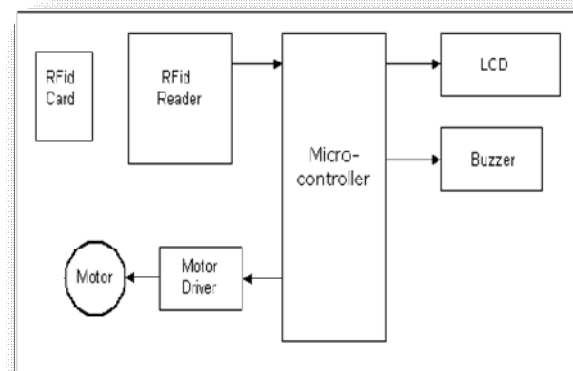 RFid
Card
RFid
Reader
Micro-
controller
LCD
Buzzer
Motor
Motor
Driver